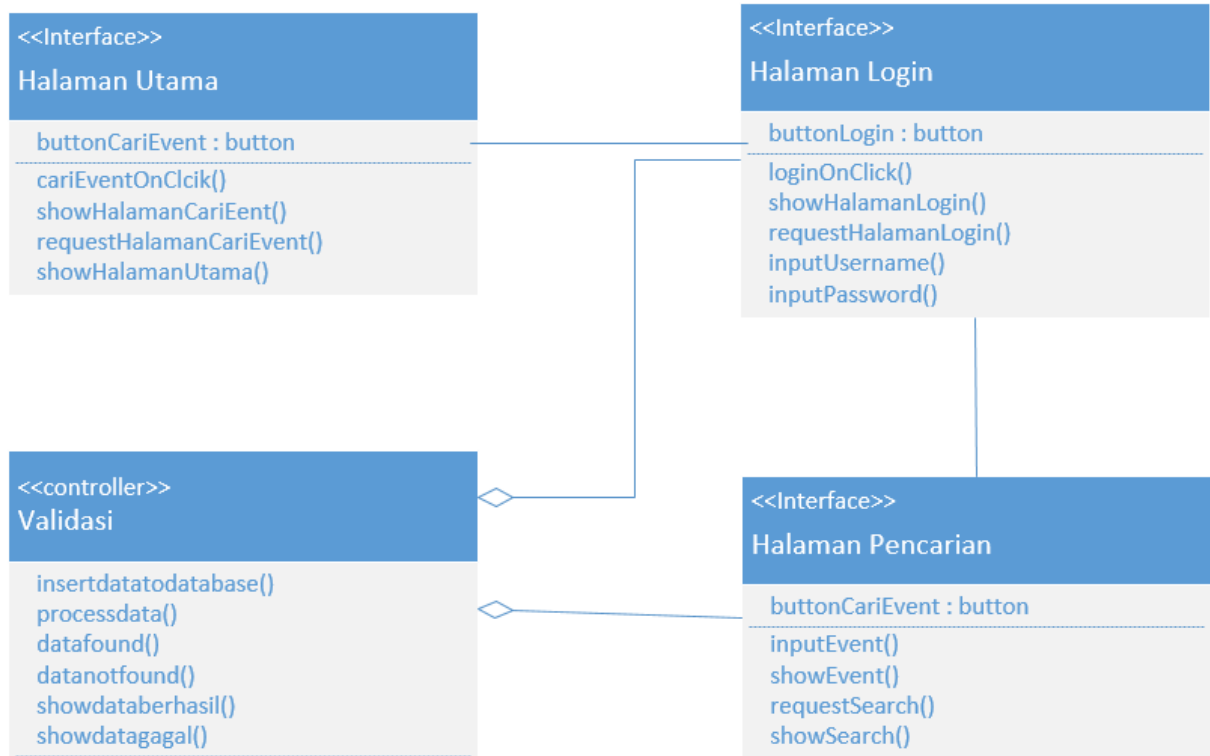 <<Interface>>
Halaman Utama
buttonCariEvent : button
cariEventOnClcik()
showHalamanCariEent()
requestHalamanCariEvent()
showHalamanUtama()
<<Interface>>
Halaman Login
buttonLogin : button
loginOnClick()
showHalamanLogin()
requestHalamanLogin()
inputUsername()
inputPassword()
<<controller>>
Validasi
insertdatatodatabase()
processdata()
datafound()
datanotfound()
showdataberhasil()
showdatagagal()
<<Interface>>
Halaman Pencarian
buttonCariEvent : button
inputEvent()
showEvent()
requestSearch()
showSearch()